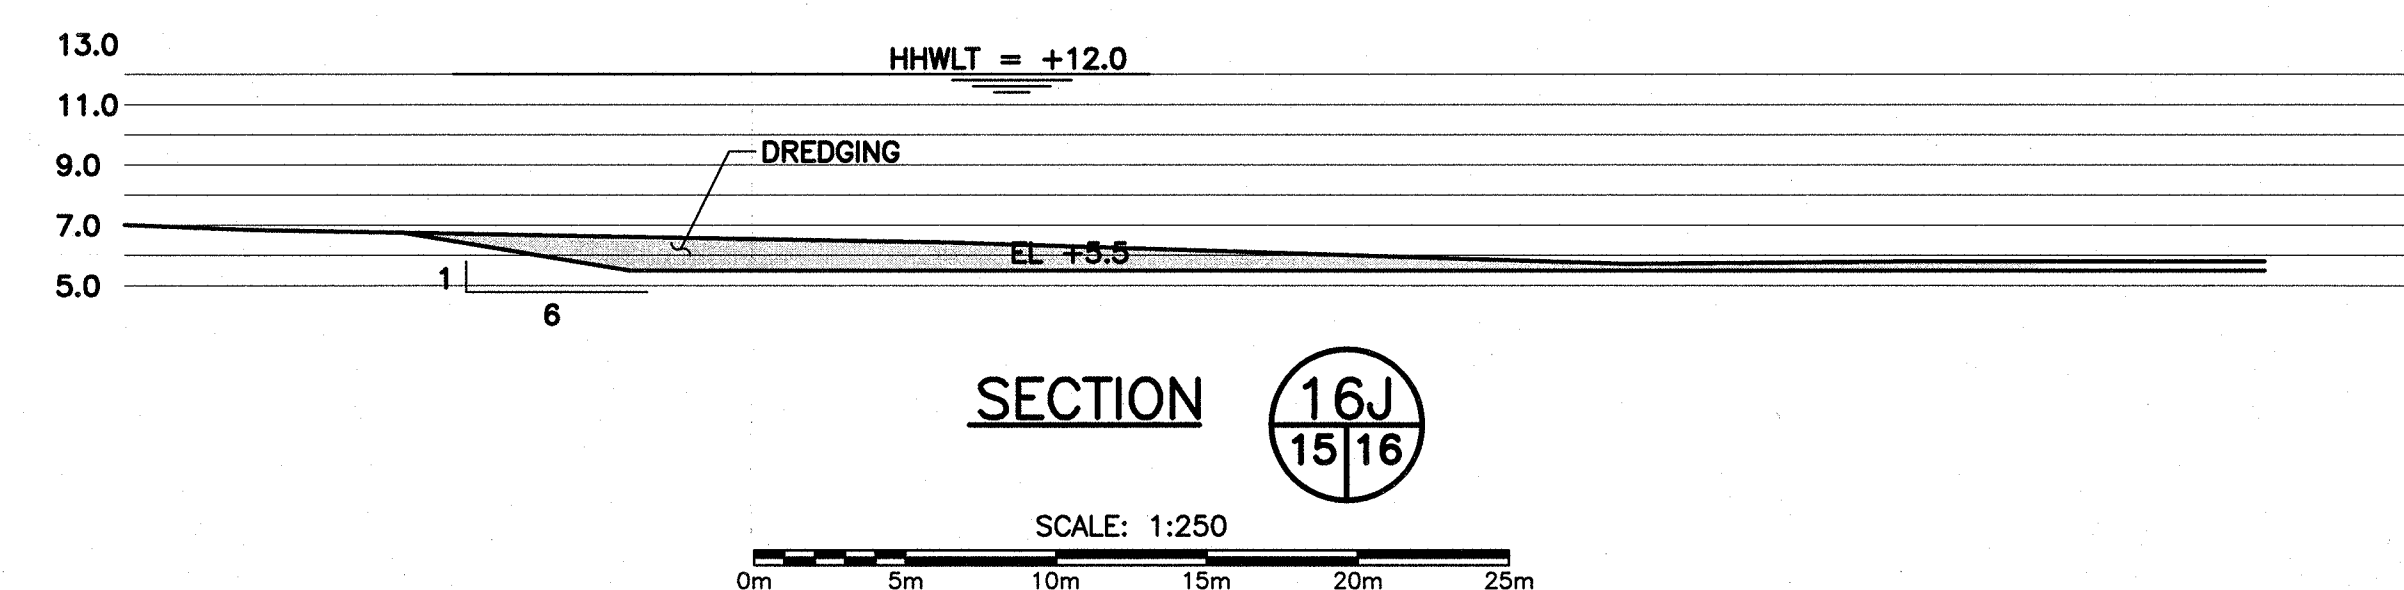 13.0
HHWLT = +12.0
11.0
DREDGING
9.0
7.0
EL +5.5
5.0
1
6
SECTION
16J
15 16
SCALE: 1:250
0m 5m 10m 15m 20m 25m